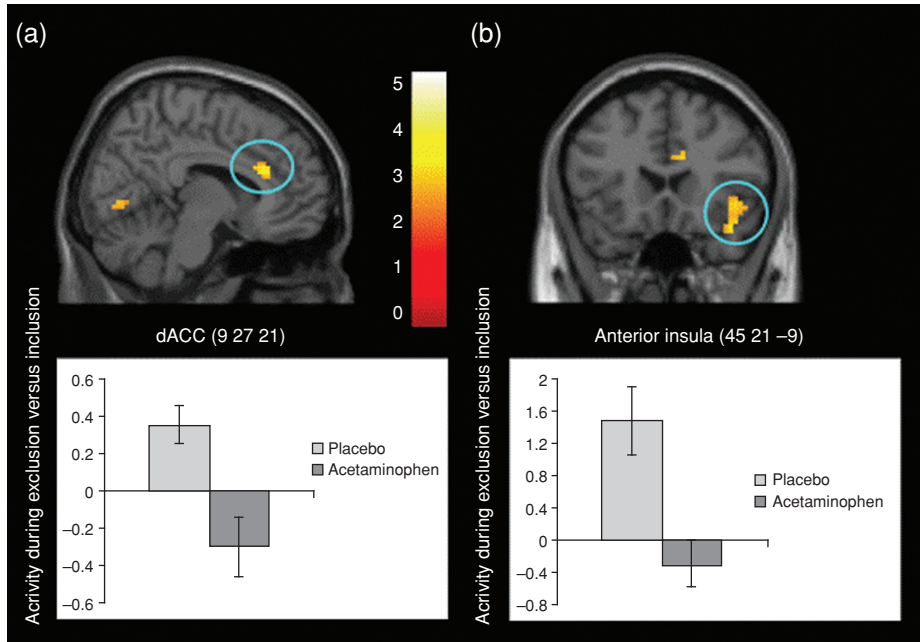 (a)
(b)
5
4
3
2
1
0
dACC (9 27 21)
Anterior insula (45 21 –9)
Acrivity during exclusion versus inclusion
0.6
0.4
0.2
0
–0.2
–0.4
–0.6
Placebo
Acetaminophen
Acrivity during exclusion versus inclusion
2
1.6
1.2
0.8
0.4
0
–0.4
–0.8
Placebo
Acetaminophen